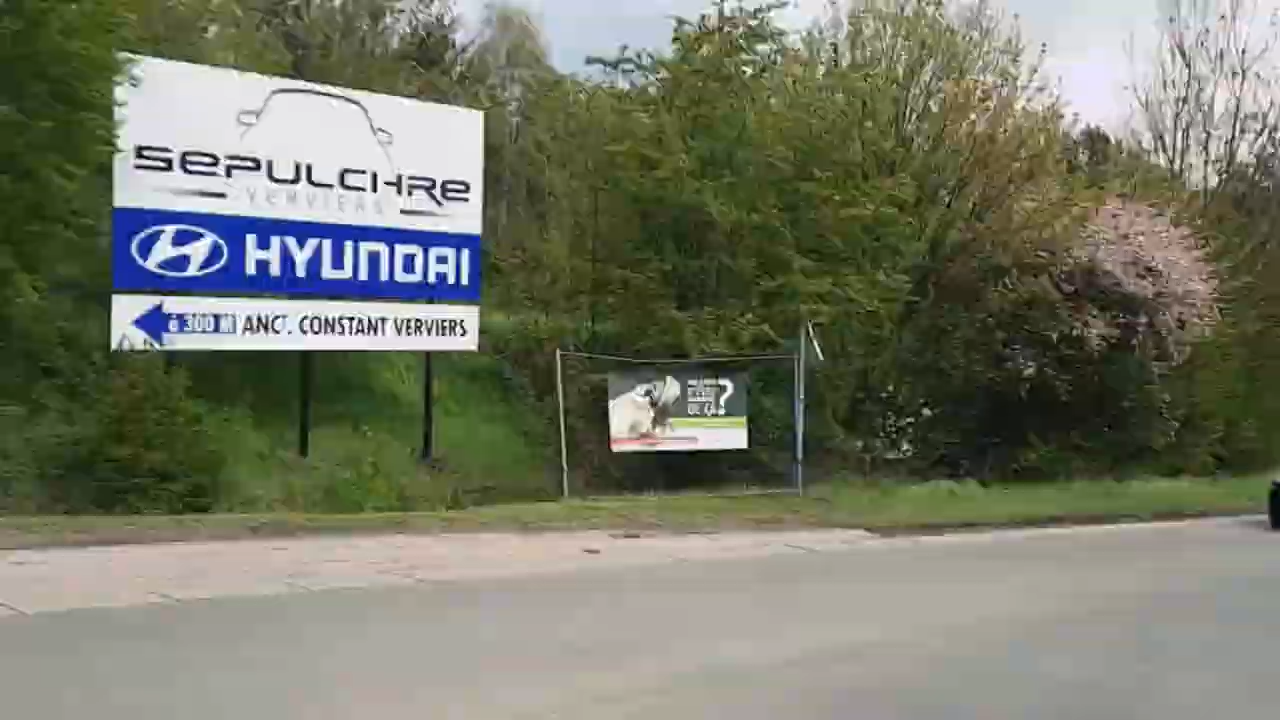 SEPULCHRE
VERVIERS
HYUNDAI
à 300 M ANC. CONSTANT VERVIERS
?